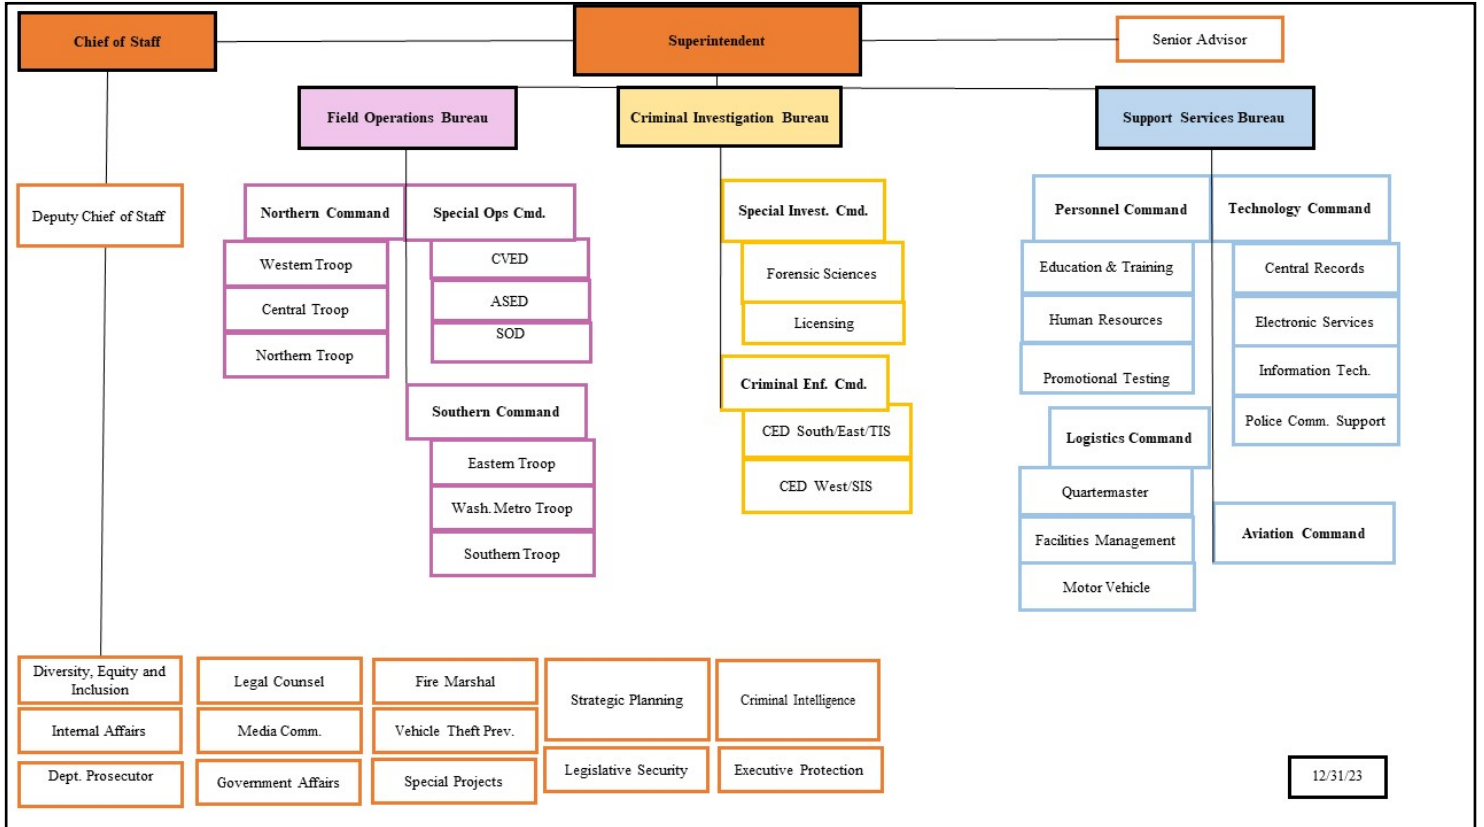 Chief of Staff
Superintendent
Senior Advisor
Field Operations Bureau
Criminal Investigation Bureau
Support Services Bureau
Deputy Chief of Staff
Northern Command
Western Troop
Central Troop
Northern Troop
Special Ops Cmd.
CVED
ASED
SOD
Southern Command
Eastern Troop
Wash. Metro Troop
Southern Troop
Special Invest. Cmd.
Forensic Sciences
Licensing
Criminal Enf. Cmd.
CED South/East/TIS
CED West/SIS
Personnel Command
Education & Training
Human Resources
Promotional Testing
Logistics Command
Quartermaster
Facilities Management
Motor Vehicle
Technology Command
Central Records
Electronic Services
Information Tech.
Police Comm. Support
Aviation Command
Diversity, Equity and
Inclusion
Internal Affairs
Dept. Prosecutor
Legal Counsel
Media Comm.
Government Affairs
Fire Marshal
Vehicle Theft Prev.
Special Projects
Strategic Planning
Legislative Security
Criminal Intelligence
Executive Protection
12/31/23